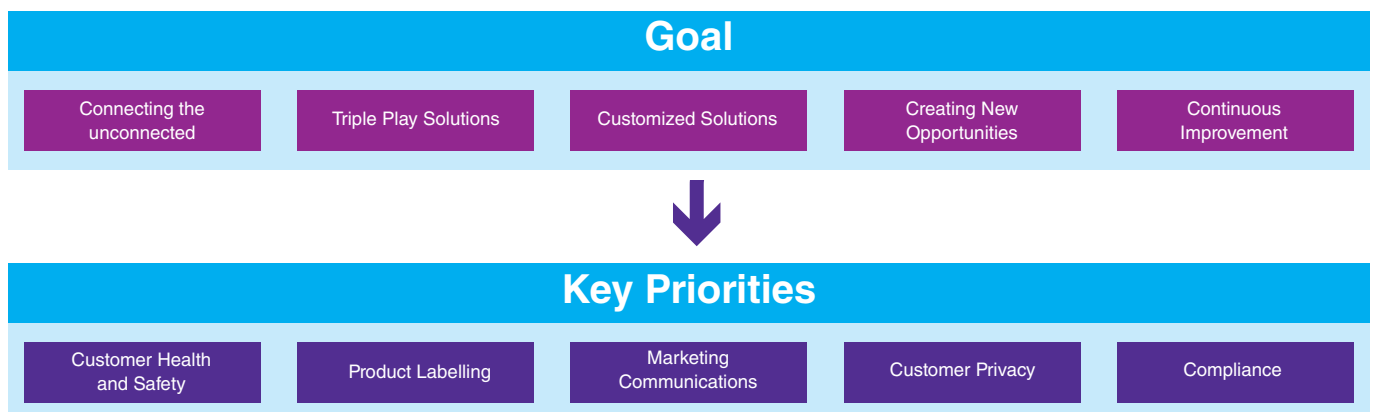 Goal
Connecting the
unconnected
Triple Play Solutions
Customized Solutions
Creating New
Opportunities
Continuous
Improvement
Key Priorities
Customer Health
and Safety
Product Labelling
Marketing
Communications
Customer Privacy
Compliance